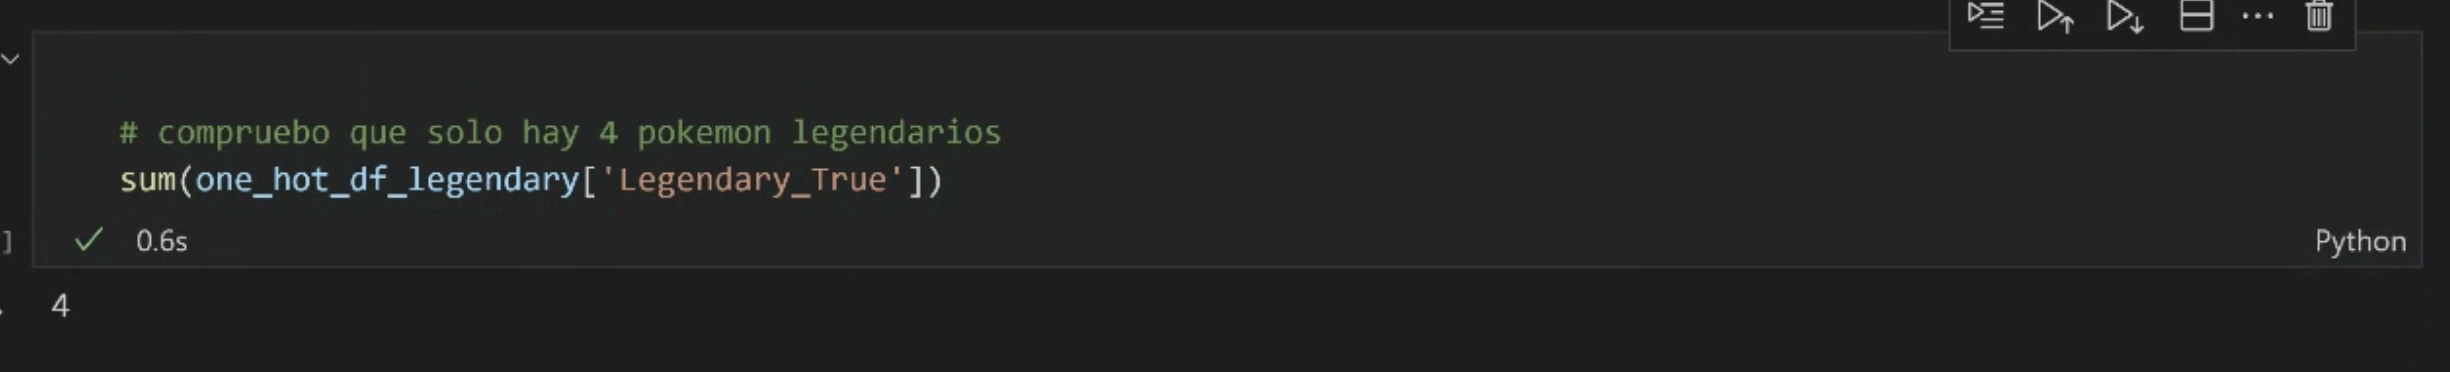 # compruebo que solo hay 4 pokemon legendarios
sum(one_hot_df_legendary['Legendary_True'])
] ✓ 0.6s Python
4